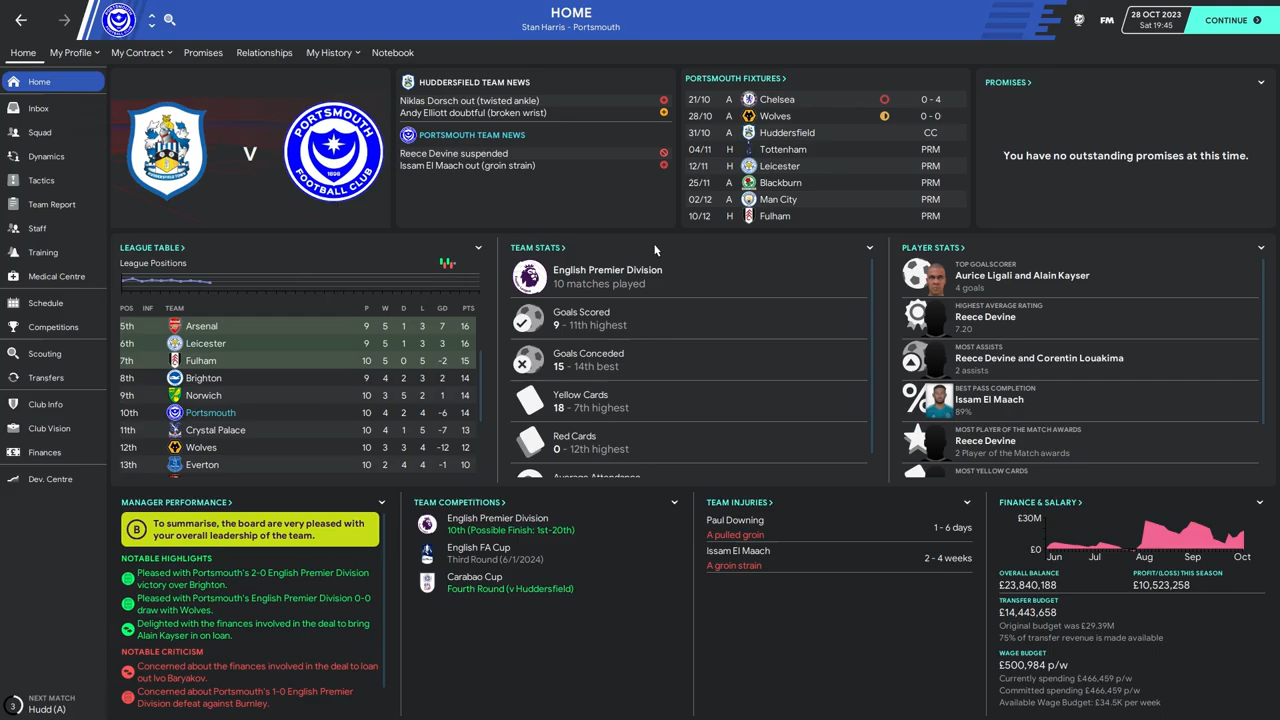 HOME
Stan Harris - Portsmouth
FM
28 OCT 2023
Sat 19:45
CONTINUE
Home
My Profile
My Contract
Promises
Relationships
My History
Notebook
Home
Inbox
Squad
Dynamics
Tactics
Team Report
Staff
Training
Medical Centre
Schedule
Competitions
Scouting
Transfers
Club Info
Club Vision
Finances
Dev. Centre
3
NEXT MATCH
Hudd (A)
V
PORTSMOUTH
1898
FOOTBALL CLUB
HUDDERSFIELD TEAM NEWS
Niklas Dorsch out (twisted ankle)
Andy Elliott doubtful (broken wrist)
PORTSMOUTH TEAM NEWS
Reece Devine suspended
Issam El Maach out (groin strain)
PORTSMOUTH FIXTURES >
21/10 A Chelsea 0 - 4
28/10 A Wolves 0 - 0
31/10 A Huddersfield CC
04/11 H Tottenham PRM
12/11 H Leicester PRM
25/11 A Blackburn PRM
02/12 A Man City PRM
10/12 H Fulham PRM
PROMISES >
You have no outstanding promises at this time.
LEAGUE TABLE >
League Positions
POS INF TEAM P W D L GD PTS
5th Arsenal 9 5 1 3 7 16
6th Leicester 9 5 1 3 3 16
7th Fulham 10 5 0 5 -2 15
8th Brighton 9 4 2 3 2 14
9th Norwich 10 3 5 2 1 14
10th Portsmouth 10 4 2 4 -6 14
11th Crystal Palace 10 4 1 5 -7 13
12th Wolves 10 3 3 4 -12 12
13th Everton 10 2 4 4 -1 10
TEAM STATS >
English Premier Division
10 matches played
Goals Scored
9 - 11th highest
Goals Conceded
15 - 14th best
Yellow Cards
18 - 7th highest
Red Cards
0 - 12th highest
Average Attendance
PLAYER STATS >
TOP GOALSCORER
Aurice Ligali and Alain Kayser
4 goals
HIGHEST AVERAGE RATING
Reece Devine
7.20
MOST ASSISTS
Reece Devine and Corentin Louakima
2 assists
BEST PASS COMPLETION
Issam El Maach
89%
MOST PLAYER OF THE MATCH AWARDS
Reece Devine
2 Player of the Match awards
MOST YELLOW CARDS
MANAGER PERFORMANCE >
B
To summarise, the board are very pleased with
your overall leadership of the team.
NOTABLE HIGHLIGHTS
Pleased with Portsmouth's 2-0 English Premier Division
victory over Brighton.
Pleased with Portsmouth's English Premier Division 0-0
draw with Wolves.
Delighted with the finances involved in the deal to bring
Alain Kayser in on loan.
NOTABLE CRITICISM
Concerned about the finances involved in the deal to loan
out Ivo Baryakov.
Concerned about Portsmouth's 1-0 English Premier
Division defeat against Burnley.
TEAM COMPETITIONS >
English Premier Division
10th (Possible Finish: 1st-20th)
English FA Cup
Third Round (6/1/2024)
Carabao Cup
Fourth Round (v Huddersfield)
TEAM INJURIES >
Paul Downing
A pulled groin
1 - 6 days
Issam El Maach
A groin strain
2 - 4 weeks
FINANCE & SALARY >
£30M
£0
Jun Jul Aug Sep Oct
OVERALL BALANCE
£23,840,188
PROFIT/(LOSS) THIS SEASON
£10,523,258
TRANSFER BUDGET
£14,443,658
Original budget was £29.39M
75% of transfer revenue is made available
WAGE BUDGET
£500,984 p/w
Currently spending £466,459 p/w
Committed spending £466,459 p/w
Available Wage Budget: £34.5K per week